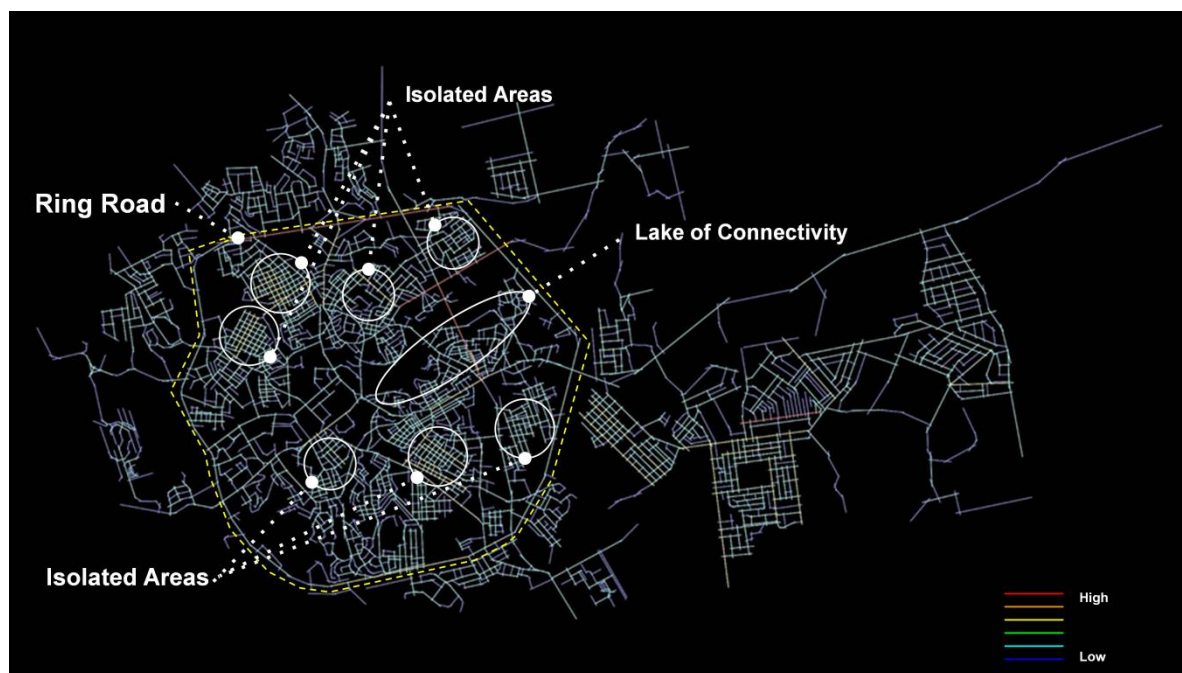 Isolated Areas
Ring Road
Lake of Connectivity
Isolated Areas
High
Low